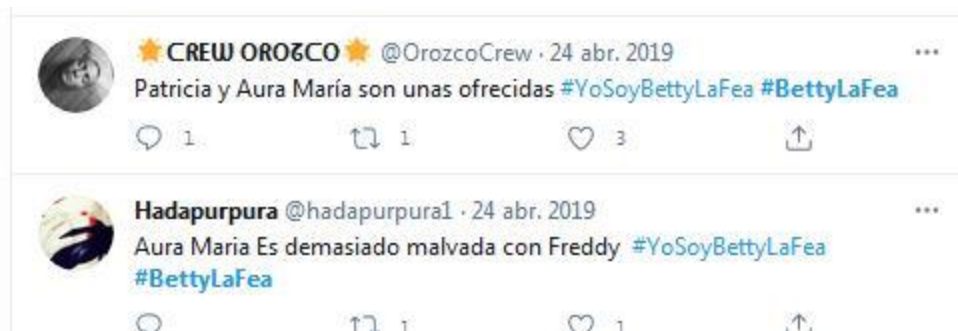 🌟CREW OROZCO🌟 @OrozcoCrew · 24 abr. 2019
Patricia y Aura María son unas ofrecidas #YoSoyBettyLaFea #BettyLaFea
1 1 3
Hadapurpura @hadapurpura1 · 24 abr. 2019
Aura Maria Es demasiado malvada con Freddy #YoSoyBettyLaFea
#BettyLaFea
1 1